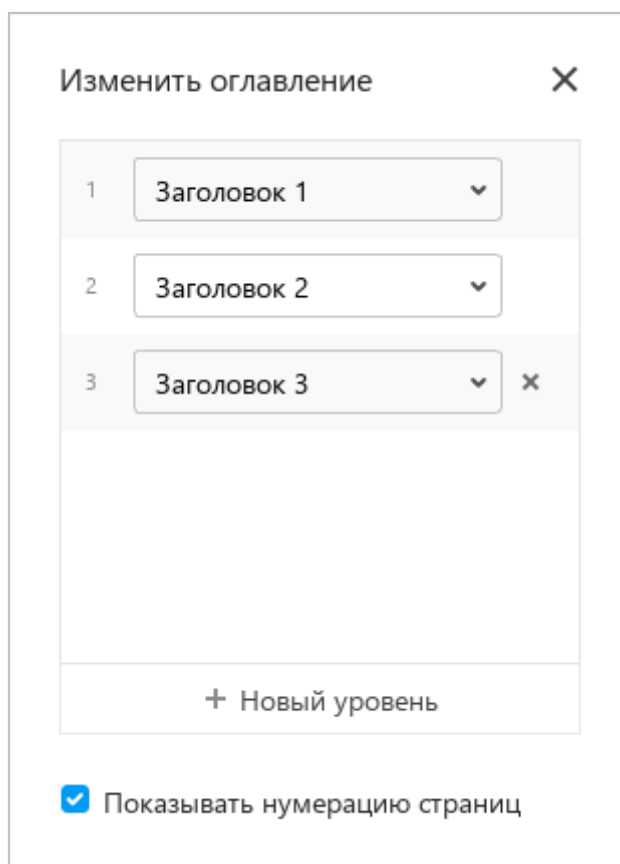 Изменить оглавление
1 Заголовок 1
2 Заголовок 2
3 Заголовок 3
+ Новый уровень
Показывать нумерацию страниц